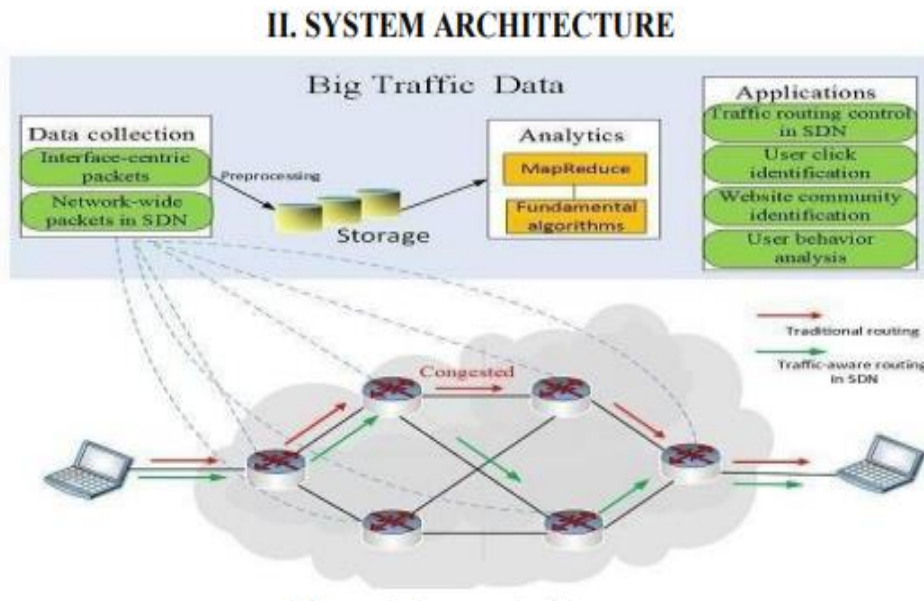 II. SYSTEM ARCHITECTURE
Big Traffic Data
Data collection
Interface-centric
packets
Network-wide
packets in SDN
Preprocessing
Storage
Analytics
MapReduce
Fundamental
algorithms
Applications
Traffic routing control
in SDN
User click
identification
Website community
identification
User behavior
analysis
Traditional routing
Traffic-aware routing
in SDN
Congested